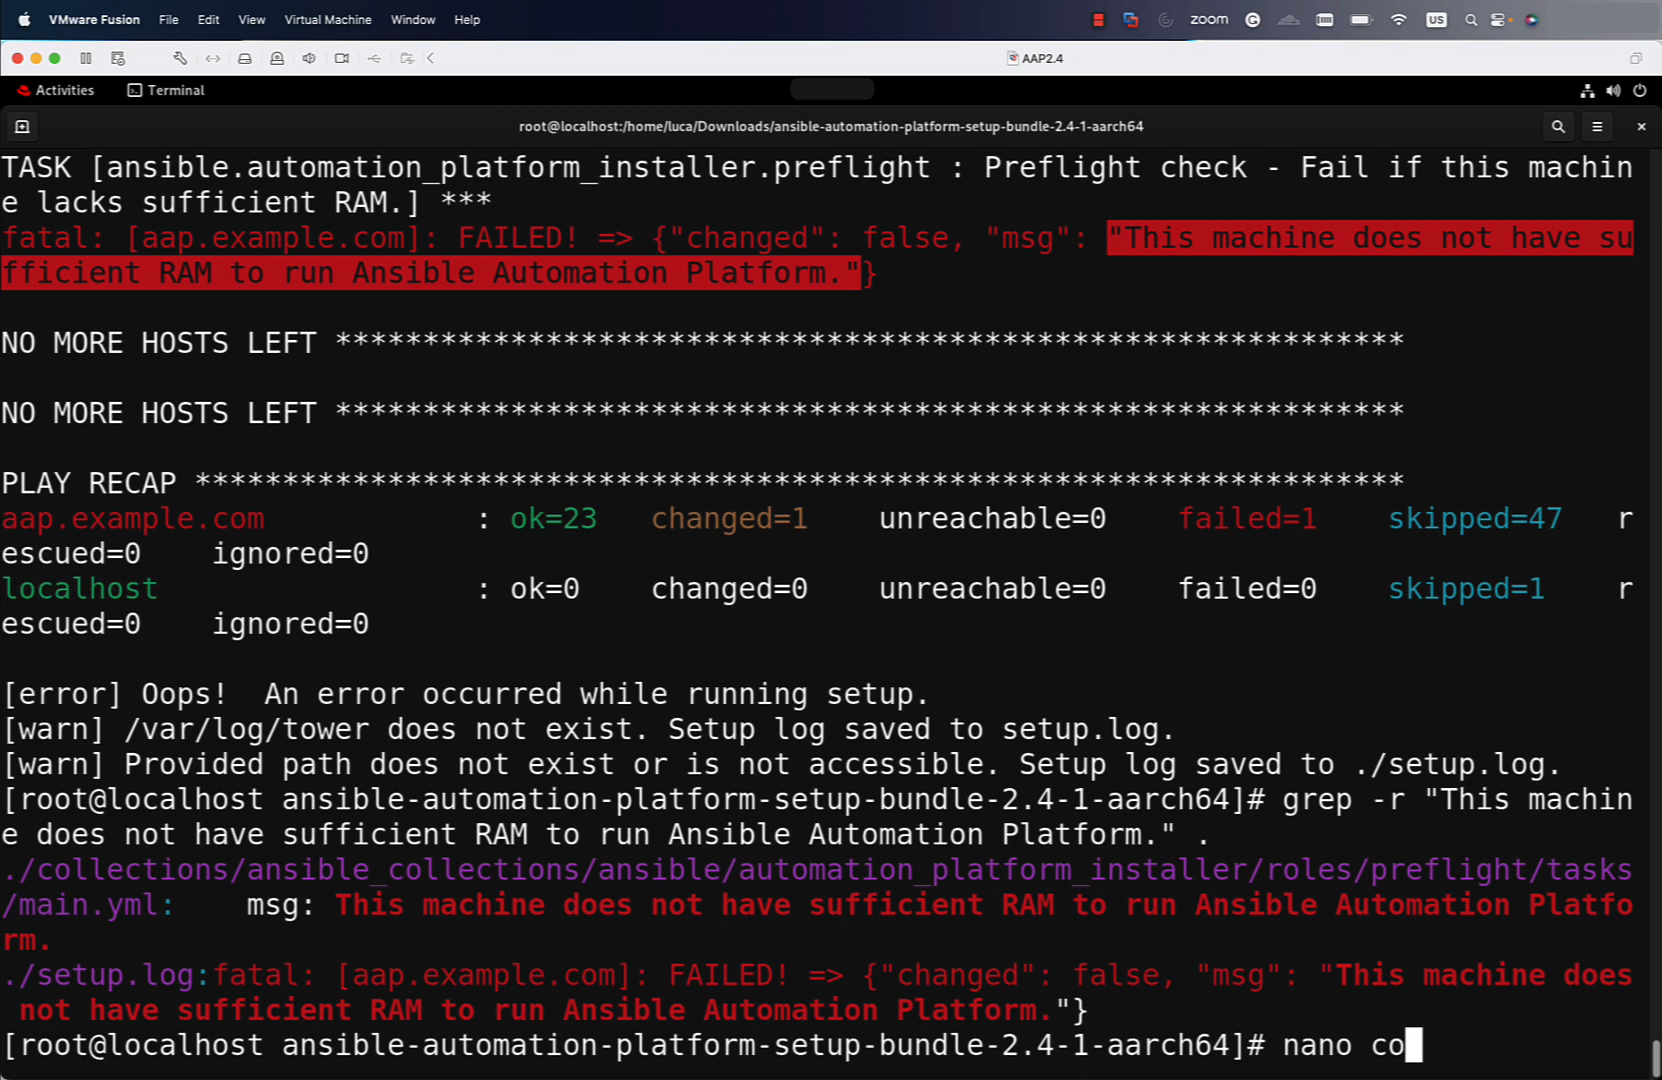 VMware Fusion File Edit View Virtual Machine Window Help zoom US
AAP2.4
Activities Terminal
root@localhost:/home/luca/Downloads/ansible-automation-platform-setup-bundle-2.4-1-aarch64
TASK [ansible.automation_platform_installer.preflight : Preflight check - Fail if this machin
e lacks sufficient RAM.] ***
fatal: [aap.example.com]: FAILED! => {"changed": false, "msg": "This machine does not have su
fficient RAM to run Ansible Automation Platform."}
NO MORE HOSTS LEFT *************************************************************
NO MORE HOSTS LEFT *************************************************************
PLAY RECAP *********************************************************************
aap.example.com            : ok=23   changed=1    unreachable=0    failed=1    skipped=47   r
escued=0    ignored=0
localhost                  : ok=0    changed=0    unreachable=0    failed=0    skipped=1    r
escued=0    ignored=0
[error] Oops!  An error occurred while running setup.
[warn] /var/log/tower does not exist. Setup log saved to setup.log.
[warn] Provided path does not exist or is not accessible. Setup log saved to ./setup.log.
[root@localhost ansible-automation-platform-setup-bundle-2.4-1-aarch64]# grep -r "This machin
e does not have sufficient RAM to run Ansible Automation Platform." .
./collections/ansible_collections/ansible/automation_platform_installer/roles/preflight/tasks
/main.yml:    msg: This machine does not have sufficient RAM to run Ansible Automation Platfo
rm.
./setup.log:fatal: [aap.example.com]: FAILED! => {"changed": false, "msg": "This machine does
 not have sufficient RAM to run Ansible Automation Platform."}
[root@localhost ansible-automation-platform-setup-bundle-2.4-1-aarch64]# nano co